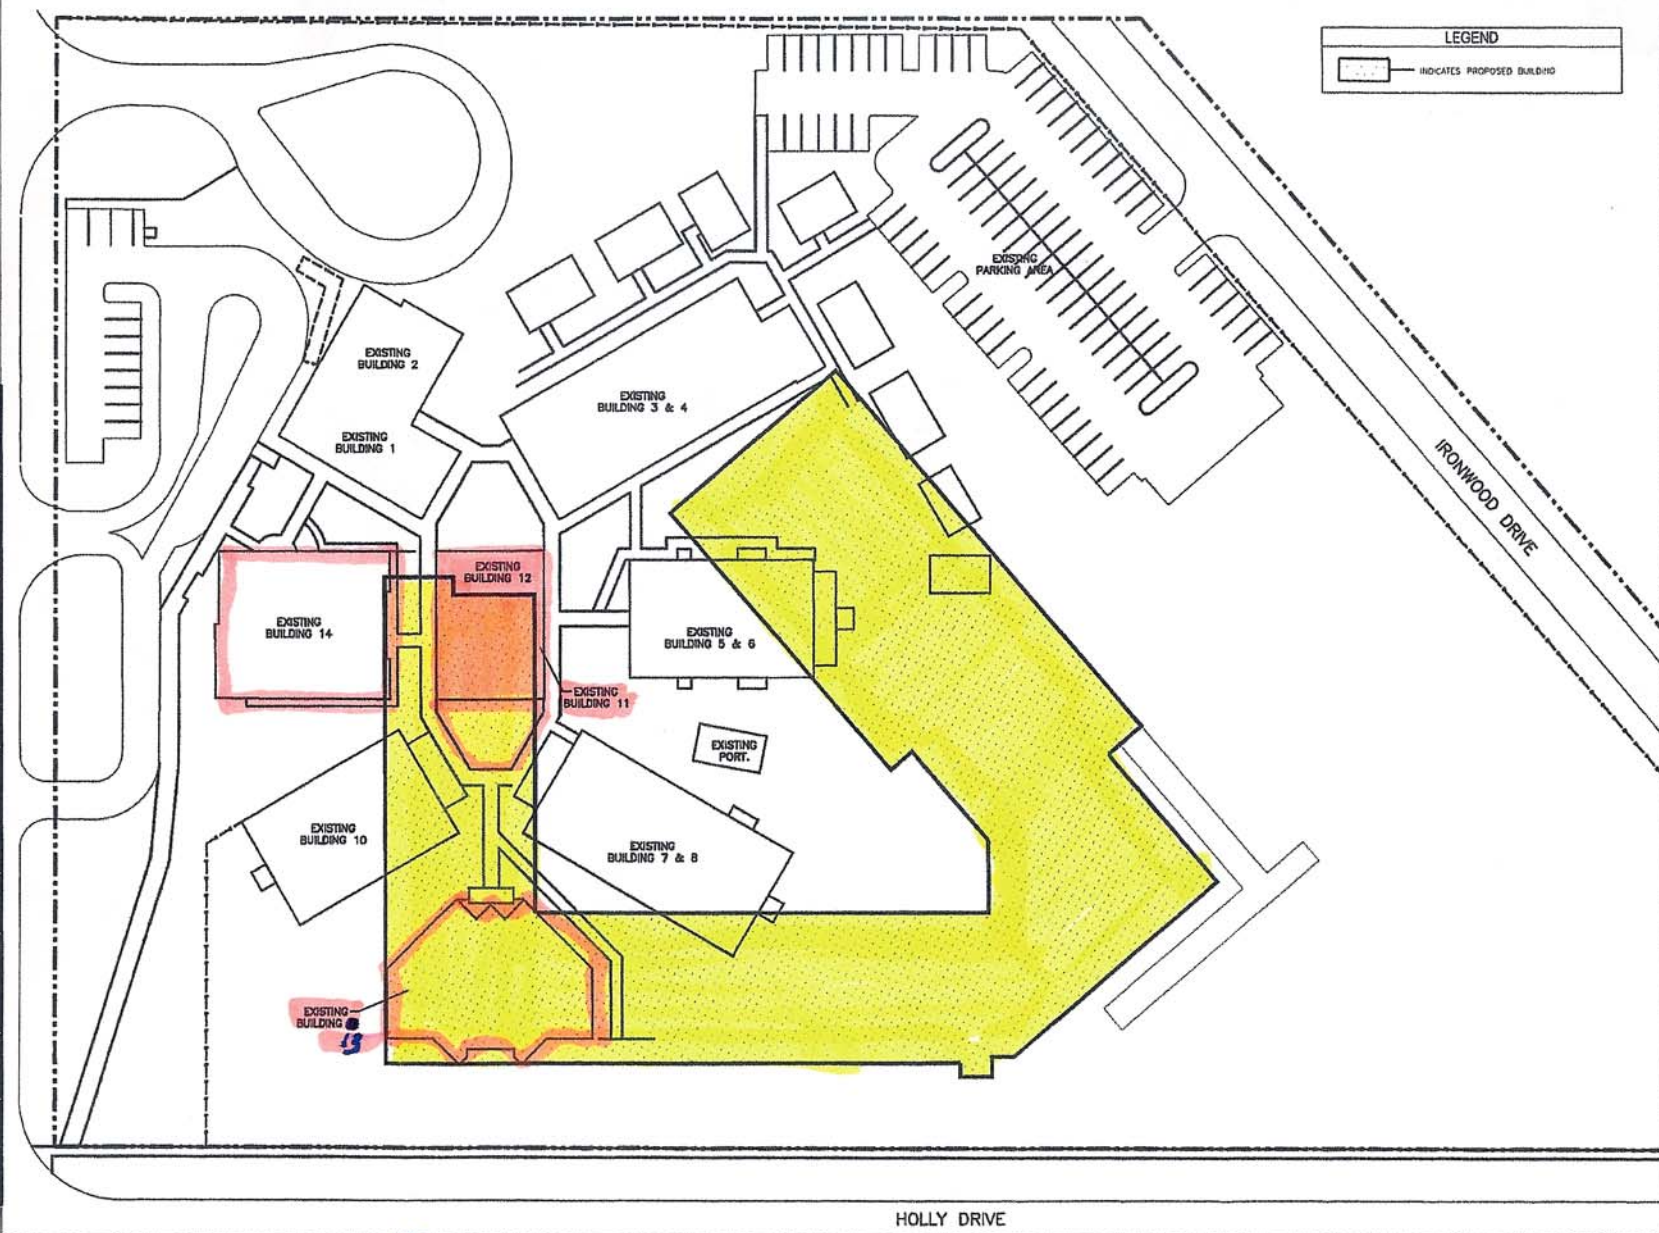 LEGEND
INDICATES PROPOSED BUILDING
EXISTING
PARKING AREA
EXISTING
BUILDING 2
EXISTING
BUILDING 3 & 4
EXISTING
BUILDING 1
IRONWOOD DRIVE
EXISTING
BUILDING 12
EXISTING
BUILDING 14
EXISTING
BUILDING 5 & 6
EXISTING
BUILDING 11
EXISTING
PORT.
EXISTING
BUILDING 10
EXISTING
BUILDING 7 & 8
EXISTING
BUILDING
13
HOLLY DRIVE